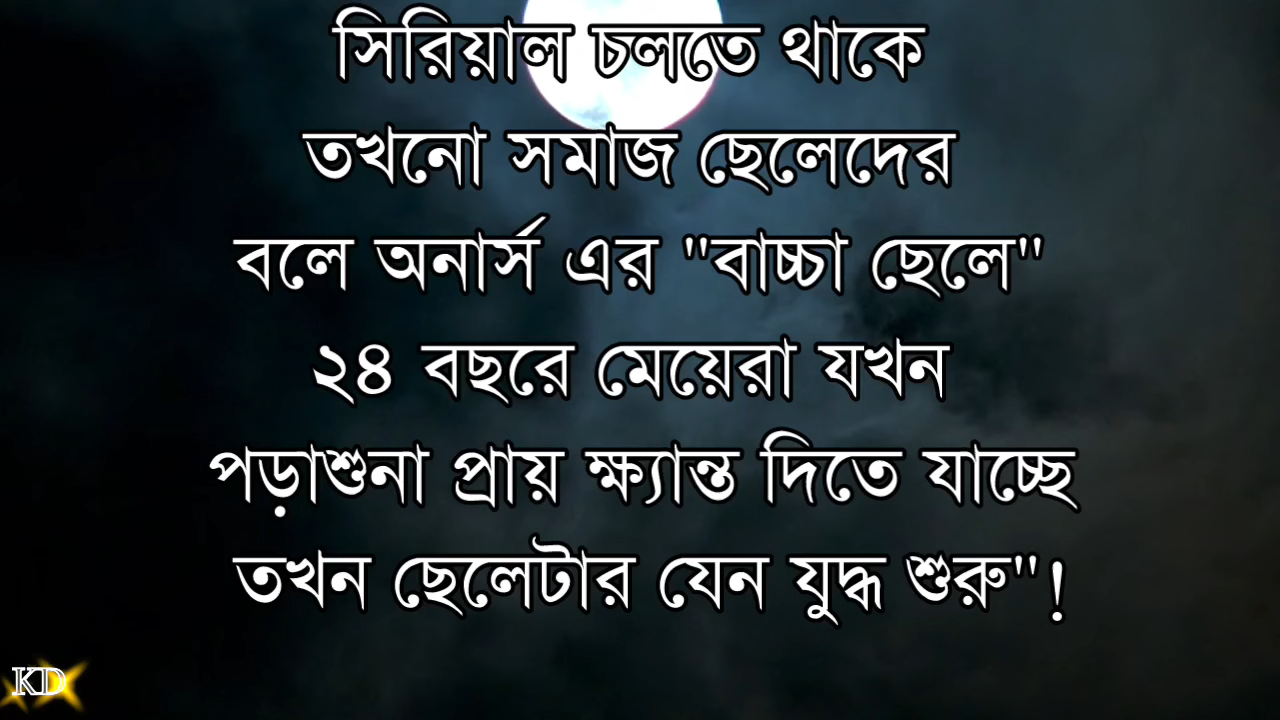 সিরিয়াল চলতে থাকে
তখনো সমাজ ছেলেদের
বলে অনার্স এর "বাচ্চা ছেলে"
২৪ বছরে মেয়েরা যখন
পড়াশুনা প্রায় ক্ষ্যান্ত দিতে যাচ্ছে
তখন ছেলেটার যেন যুদ্ধ শুরু"!
KD